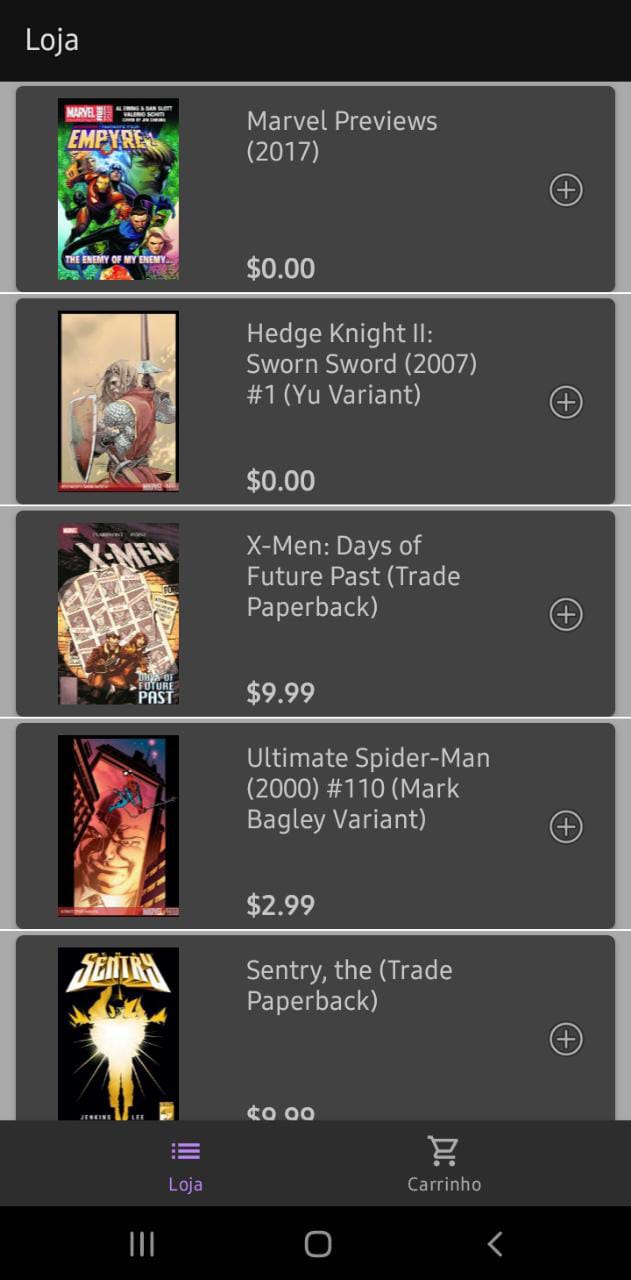 Loja
MARVEL
AL EWING & DAN SLOTT
VALERIO SCHITI
EMPYRE
THE ENEMY OF MY ENEMY...
Marvel Previews
(2017)
$0.00
Hedge Knight II:
Sworn Sword (2007)
#1 (Yu Variant)
$0.00
X-MEN
DAYS OF
FUTURE
PAST
X-Men: Days of
Future Past (Trade
Paperback)
$9.99
Ultimate Spider-Man
(2000) #110 (Mark
Bagley Variant)
$2.99
SENTRY
JENKINS LEE
Sentry, the (Trade
Paperback)
$9.99
Loja
Carrinho